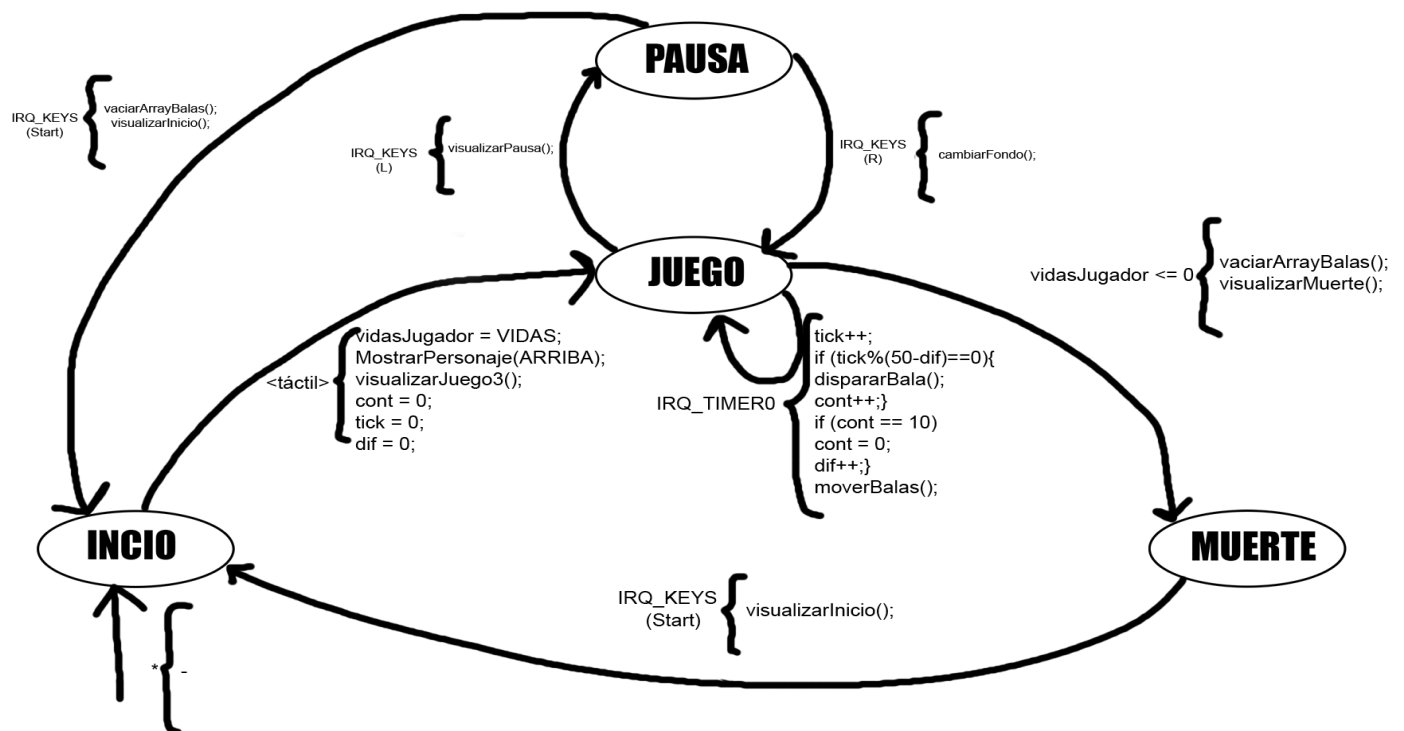 PAUSA
IRQ_KEYS
(Start)
vaciarArrayBalas();
visualizarInicio();
IRQ_KEYS
(L)
visualizarPausa();
IRQ_KEYS
(R)
cambiarFondo();
JUEGO
vidasJugador <= 0
vaciarArrayBalas();
visualizarMuerte();
<táctil>
vidasJugador = VIDAS;
MostrarPersonaje(ARRIBA);
visualizarJuego3();
cont = 0;
tick = 0;
dif = 0;
IRQ_TIMER0
tick++;
if (tick%(50-dif)==0){
dispararBala();
cont++;}
if (cont == 10)
cont = 0;
dif++;}
moverBalas();
INCIO
MUERTE
IRQ_KEYS
(Start)
visualizarInicio();
*
-